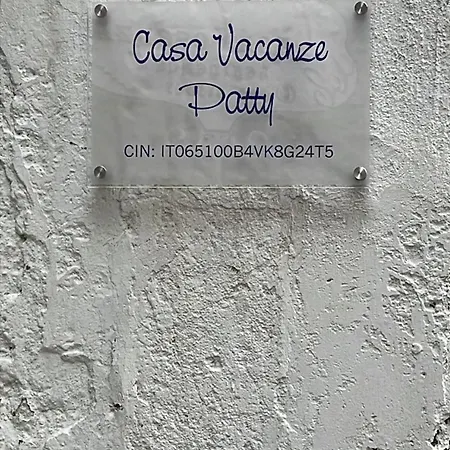 Casa Vacanze
Patty
CIN: IT065100B4VK8G24T5